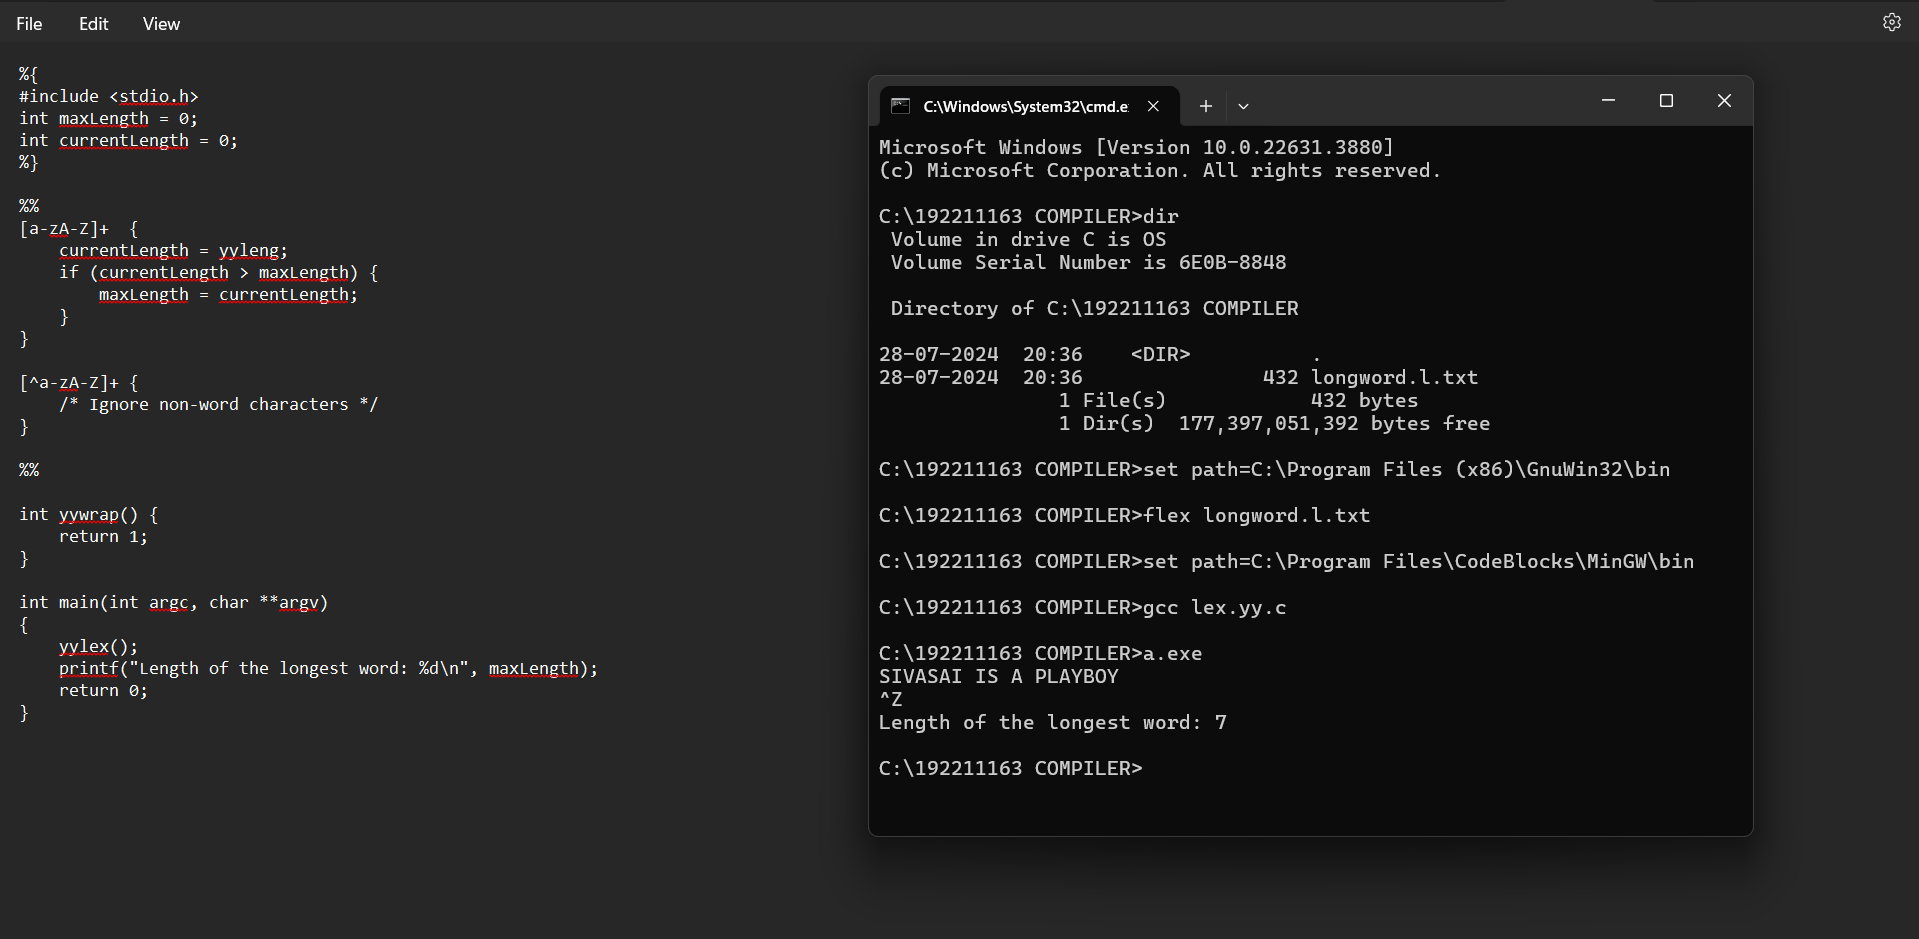 File Edit View
%{
#include <stdio.h>
int maxLength = 0;
int currentLength = 0;
%}
%%
[a-zA-Z]+  {
    currentLength = yyleng;
    if (currentLength > maxLength) {
        maxLength = currentLength;
    }
}
[^a-zA-Z]+ {
    /* Ignore non-word characters */
}
%%
int yywrap() {
    return 1;
}
int main(int argc, char **argv)
{
    yylex();
    printf("Length of the longest word: %d\n", maxLength);
    return 0;
}
C:\Windows\System32\cmd.e
Microsoft Windows [Version 10.0.22631.3880]
(c) Microsoft Corporation. All rights reserved.
C:\192211163 COMPILER>dir
 Volume in drive C is OS
 Volume Serial Number is 6E0B-8848
 Directory of C:\192211163 COMPILER
28-07-2024  20:36    <DIR>          .
28-07-2024  20:36               432 longword.l.txt
               1 File(s)            432 bytes
               1 Dir(s)  177,397,051,392 bytes free
C:\192211163 COMPILER>set path=C:\Program Files (x86)\GnuWin32\bin
C:\192211163 COMPILER>flex longword.l.txt
C:\192211163 COMPILER>set path=C:\Program Files\CodeBlocks\MinGW\bin
C:\192211163 COMPILER>gcc lex.yy.c
C:\192211163 COMPILER>a.exe
SIVASAI IS A PLAYBOY
^Z
Length of the longest word: 7
C:\192211163 COMPILER>